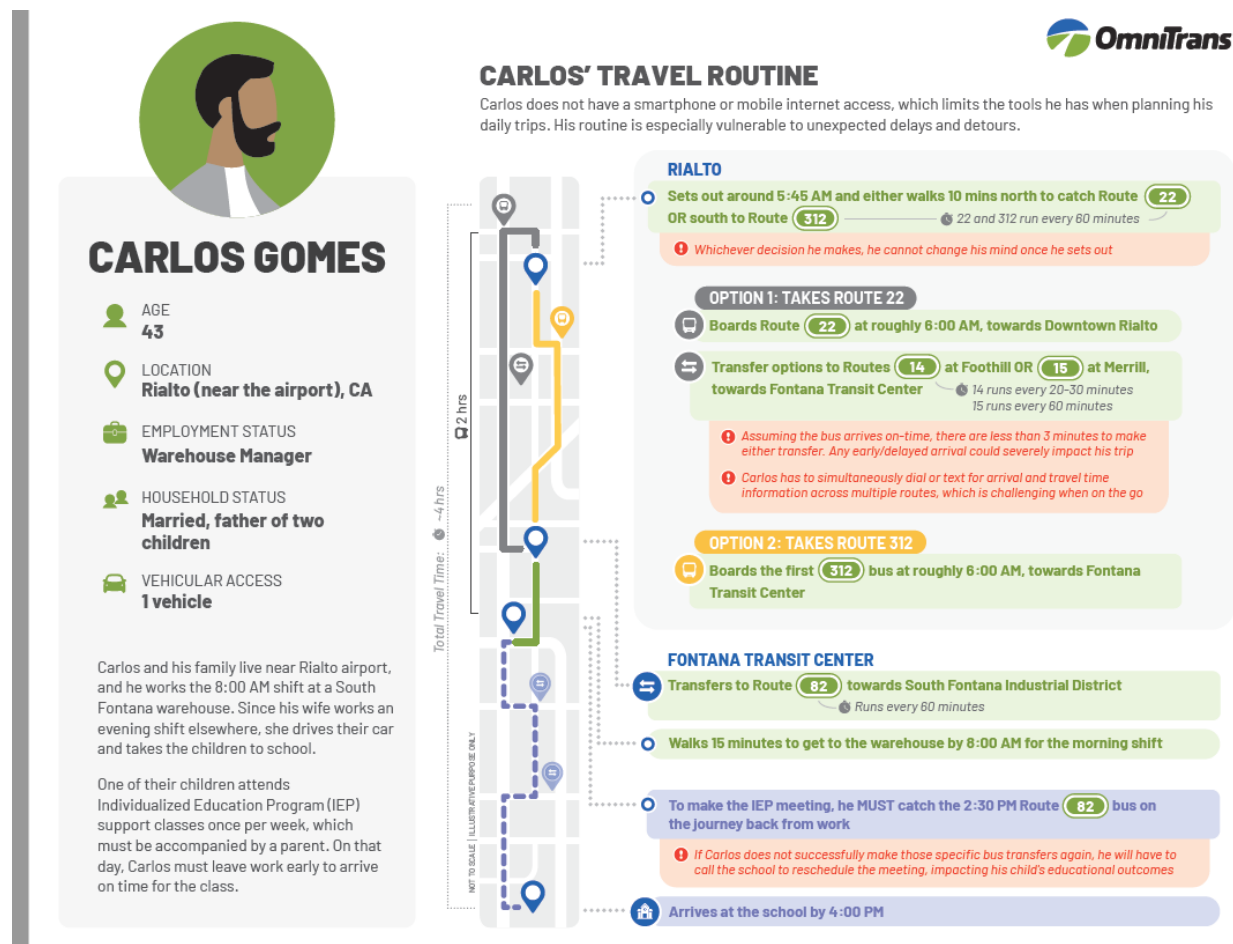 OmniTrans
CARLOS' TRAVEL ROUTINE
Carlos does not have a smartphone or mobile internet access, which limits the tools he has when planning his
daily trips. His routine is especially vulnerable to unexpected delays and detours.
CARLOS GOMES
AGE
43
LOCATION
Rialto (near the airport), CA
EMPLOYMENT STATUS
Warehouse Manager
HOUSEHOLD STATUS
Married, father of two
children
VEHICULAR ACCESS
1 vehicle
Carlos and his family live near Rialto airport,
and he works the 8:00 AM shift at a South
Fontana warehouse. Since his wife works an
evening shift elsewhere, she drives their car
and takes the children to school.
One of their children attends
Individualized Education Program (IEP)
support classes once per week, which
must be accompanied by a parent. On that
day, Carlos must leave work early to arrive
on time for the class.
Total Travel Time: ~4 hrs
2 hrs
NOT TO SCALE | ILLUSTRATIVE PURPOSE ONLY
RIALTO
Sets out around 5:45 AM and either walks 10 mins north to catch Route 22
OR south to Route 312 22 and 312 run every 60 minutes
Whichever decision he makes, he cannot change his mind once he sets out
OPTION 1: TAKES ROUTE 22
Boards Route 22 at roughly 6:00 AM, towards Downtown Rialto
Transfer options to Routes 14 at Foothill OR 15 at Merrill,
towards Fontana Transit Center 14 runs every 20-30 minutes
15 runs every 60 minutes
Assuming the bus arrives on-time, there are less than 3 minutes to make
either transfer. Any early/delayed arrival could severely impact his trip
Carlos has to simultaneously dial or text for arrival and travel time
information across multiple routes, which is challenging when on the go
OPTION 2: TAKES ROUTE 312
Boards the first 312 bus at roughly 6:00 AM, towards Fontana
Transit Center
FONTANA TRANSIT CENTER
Transfers to Route 82 towards South Fontana Industrial District
Runs every 60 minutes
Walks 15 minutes to get to the warehouse by 8:00 AM for the morning shift
To make the IEP meeting, he MUST catch the 2:30 PM Route 82 bus on
the journey back from work
If Carlos does not successfully make those specific bus transfers again, he will have to
call the school to reschedule the meeting, impacting his child's educational outcomes
Arrives at the school by 4:00 PM